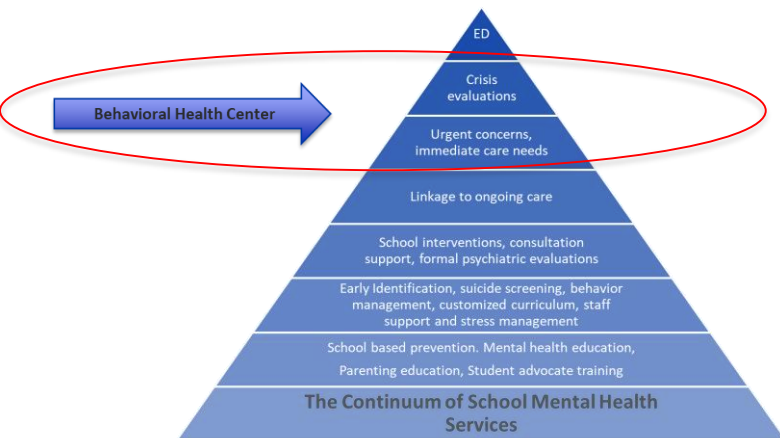 ED
Crisis
evaluations
Behavioral Health Center
Urgent concerns,
immediate care needs
Linkage to ongoing care
School interventions, consultation
support, formal psychiatric evaluations
Early Identification, suicide screening, behavior
management, customized curriculum, staff
support and stress management
School based prevention. Mental health education,
Parenting education, Student advocate training
The Continuum of School Mental Health
Services